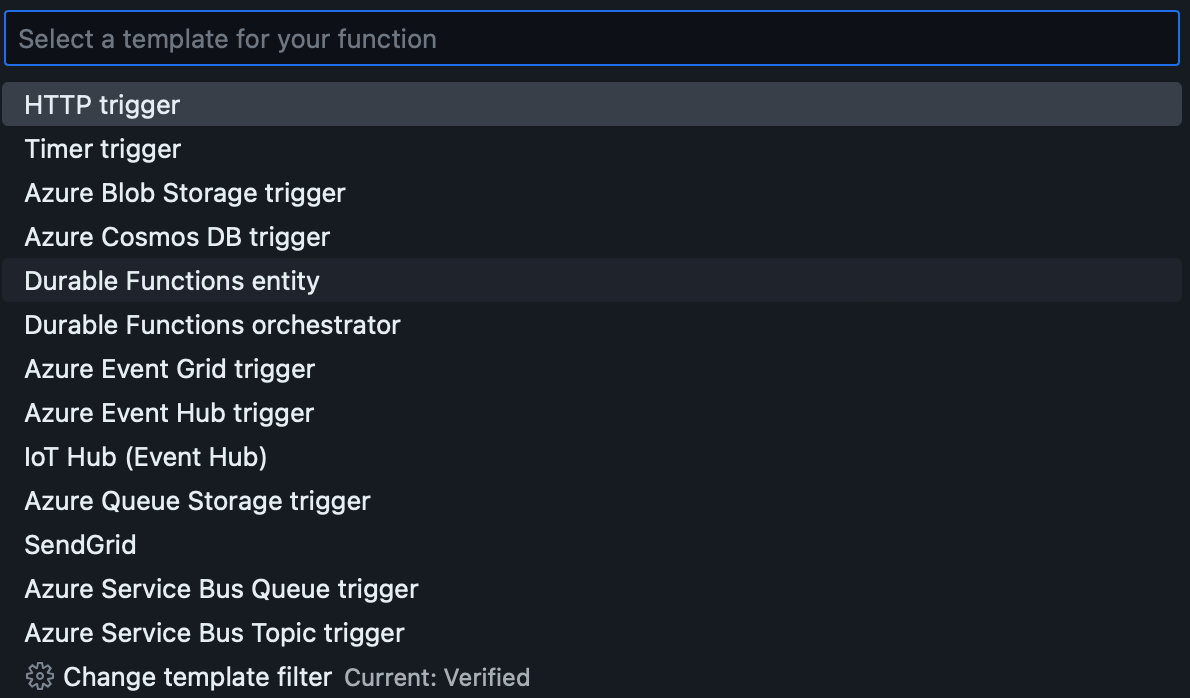 Select a template for your function
HTTP trigger
Timer trigger
Azure Blob Storage trigger
Azure Cosmos DB trigger
Durable Functions entity
Durable Functions orchestrator
Azure Event Grid trigger
Azure Event Hub trigger
IoT Hub (Event Hub)
Azure Queue Storage trigger
SendGrid
Azure Service Bus Queue trigger
Azure Service Bus Topic trigger
Change template filter Current: Verified